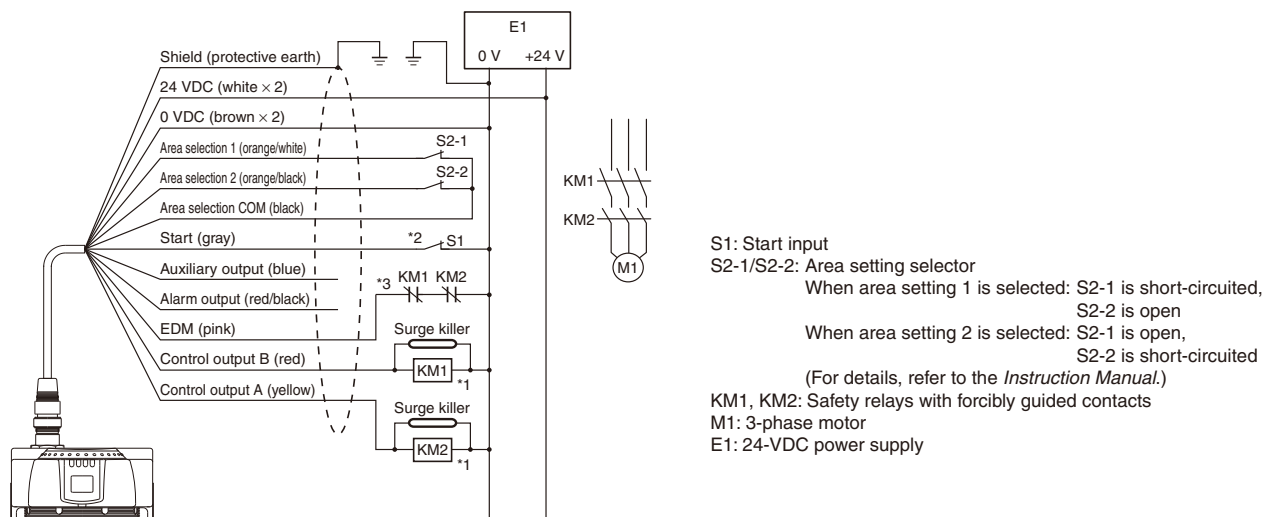 E1
0 V +24 V
Shield (protective earth)
24 VDC (white × 2)
0 VDC (brown × 2)
Area selection 1 (orange/white)
S2-1
Area selection 2 (orange/black)
S2-2
Area selection COM (black)
Start (gray)
*2
S1
Auxiliary output (blue)
*3 KM1 KM2
Alarm output (red/black)
EDM (pink)
Surge killer
Control output B (red)
KM1
*1
Control output A (yellow)
Surge killer
KM2
*1
KM1
KM2
M1
S1: Start input
S2-1/S2-2: Area setting selector
When area setting 1 is selected: S2-1 is short-circuited,
S2-2 is open
When area setting 2 is selected: S2-1 is open,
S2-2 is short-circuited
(For details, refer to the Instruction Manual.)
KM1, KM2: Safety relays with forcibly guided contacts
M1: 3-phase motor
E1: 24-VDC power supply